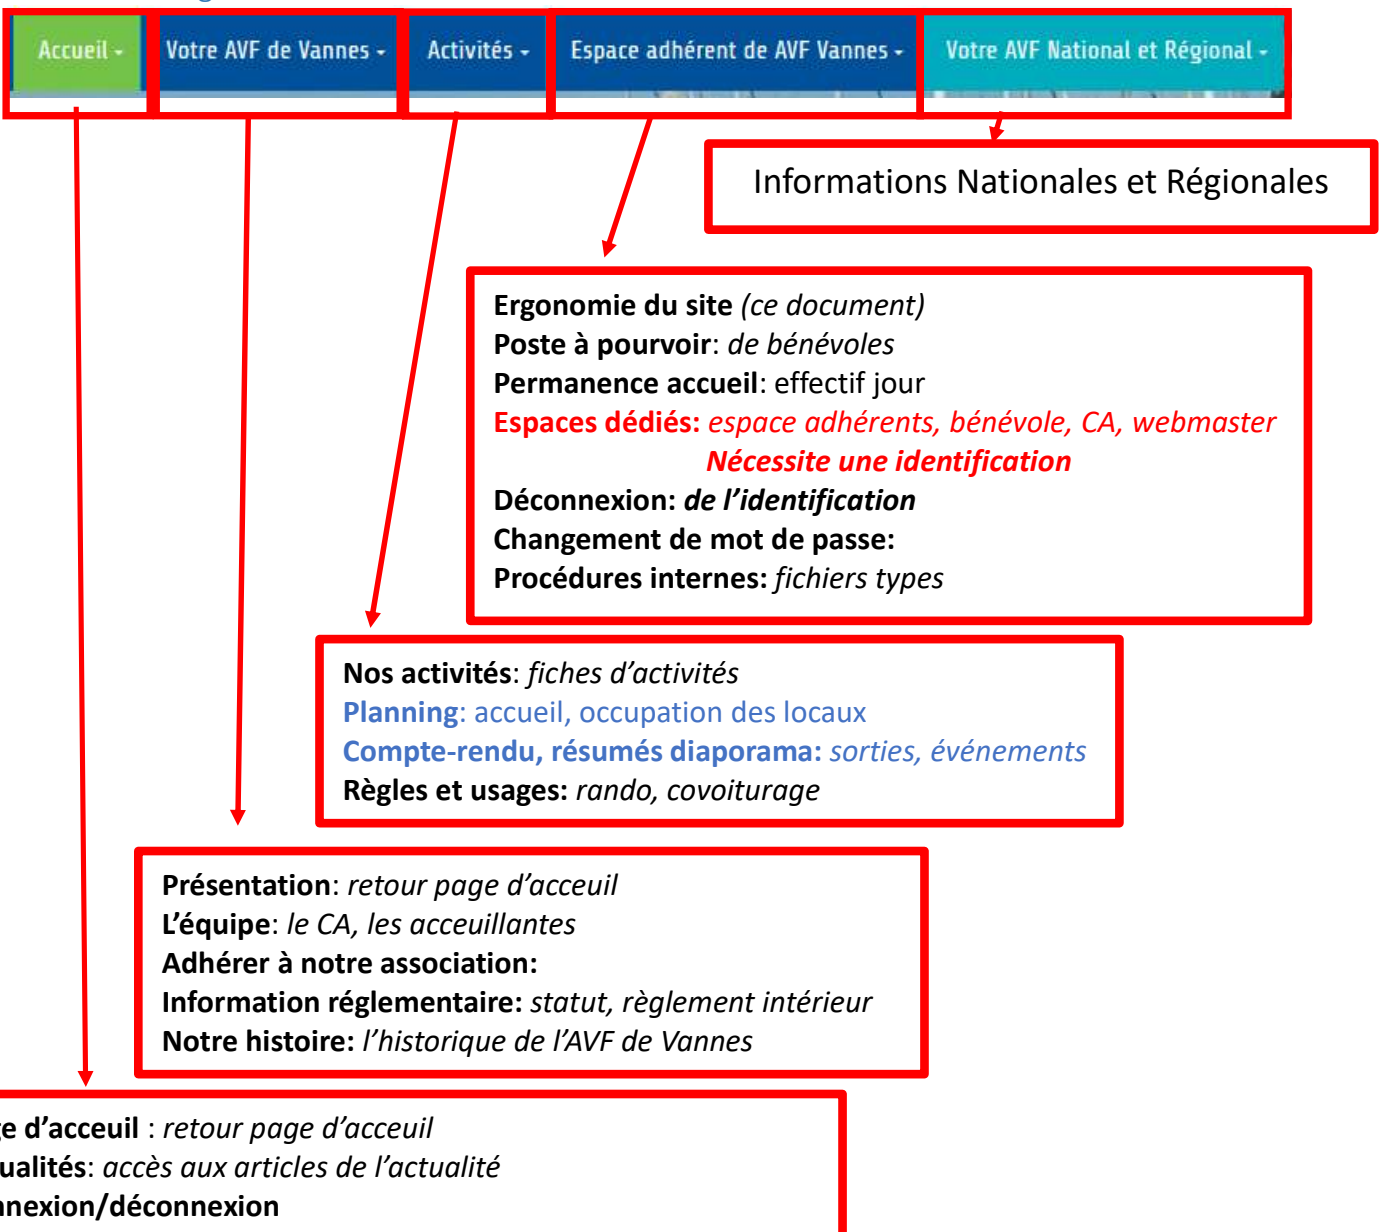 Accueil
Votre AVF de Vannes
Activités
Espace adhérent de AVF Vannes
Votre AVF National et Régional
Informations Nationales et Régionales
Ergonomie du site (ce document)
Poste à pourvoir: de bénévoles
Permanence accueil: effectif jour
Espaces dédiés: espace adhérents, bénévole, CA, webmaster
Nécessite une identification
Déconnexion: de l’identification
Changement de mot de passe:
Procédures internes: fichiers types
Nos activités: fiches d’activités
Planning: accueil, occupation des locaux
Compte-rendu, résumés diaporama: sorties, événements
Règles et usages: rando, covoiturage
Présentation: retour page d’acceuil
L’équipe: le CA, les acceuillantes
Adhérer à notre association:
Information réglementaire: statut, règlement intérieur
Notre histoire: l’historique de l’AVF de Vannes
ge d’acceuil : retour page d’acceuil
ualités: accès aux articles de l’actualité
nnexion/déconnexion